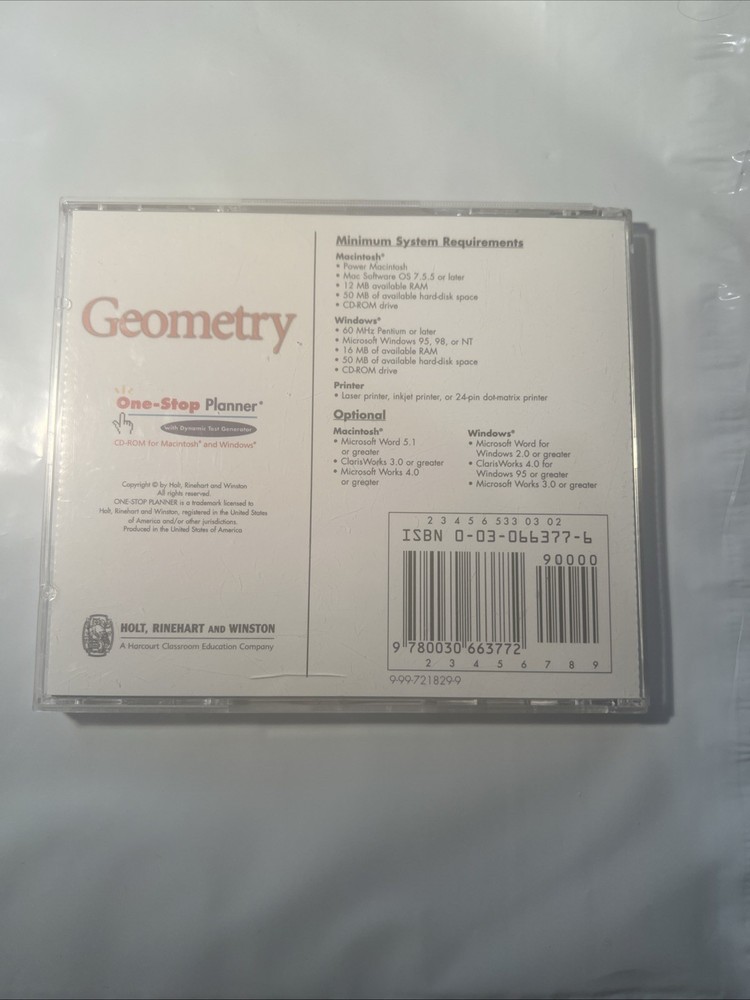 Geometry
One-Stop Planner®
with Dynamic Test Generator
CD-ROM for Macintosh® and Windows®
Copyright © by Holt, Rinehart and Winston
All rights reserved.
ONE-STOP PLANNER is a trademark licensed to
Holt, Rinehart and Winston, registered in the United States
of America and/or other jurisdictions.
Produced in the United States of America
HOLT, RINEHART AND WINSTON
A Harcourt Classroom Education Company
Minimum System Requirements
Macintosh®
• Power Macintosh
• Mac Software OS 7.5.5 or later
• 12 MB available RAM
• 50 MB of available hard-disk space
• CD-ROM drive
Windows®
• 60 MHz Pentium or later
• Microsoft Windows 95, 98, or NT
• 16 MB of available RAM
• 50 MB of available hard-disk space
• CD-ROM drive
Printer
• Laser printer, inkjet printer, or 24-pin dot-matrix printer
Optional
Macintosh®
• Microsoft Word 5.1
or greater
• ClarisWorks 3.0 or greater
• Microsoft Works 4.0
or greater
Windows®
• Microsoft Word for
Windows 2.0 or greater
• ClarisWorks 4.0 for
Windows 95 or greater
• Microsoft Works 3.0 or greater
2 3 4 5 6 533 03 02
ISBN 0-03-066377-6
90000
9 780030 663772
2 3 4 5 6 7 8 9
9-99-721829-9